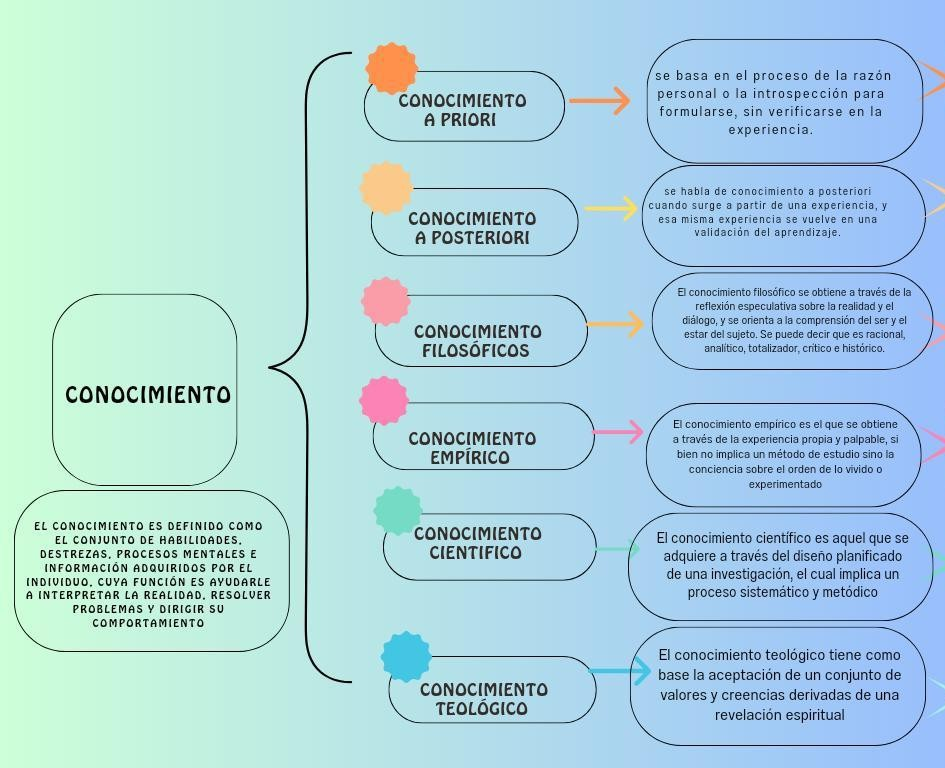 CONOCIMIENTO
EL CONOCIMIENTO ES DEFINIDO COMO
EL CONJUNTO DE HABILIDADES,
DESTREZAS, PROCESOS MENTALES E
INFORMACIÓN ADQUIRIDOS POR EL
INDIVIDUO, CUYA FUNCIÓN ES AYUDARLE
A INTERPRETAR LA REALIDAD, RESOLVER
PROBLEMAS Y DIRIGIR SU
COMPORTAMIENTO
CONOCIMIENTO
A PRIORI
se basa en el proceso de la razón
personal o la introspección para
formularse, sin verificarse en la
experiencia.
CONOCIMIENTO
A POSTERIORI
se habla de conocimiento a posteriori
cuando surge a partir de una experiencia, y
esa misma experiencia se vuelve en una
validación del aprendizaje.
CONOCIMIENTO
FILOSÓFICOS
El conocimiento filosófico se obtiene a través de la
reflexión especulativa sobre la realidad y el
diálogo, y se orienta a la comprensión del ser y el
estar del sujeto. Se puede decir que es racional,
analítico, totalizador, crítico e histórico.
CONOCIMIENTO
EMPÍRICO
El conocimiento empírico es el que se obtiene
a través de la experiencia propia y palpable, si
bien no implica un método de estudio sino la
conciencia sobre el orden de lo vivido o
experimentado
CONOCIMIENTO
CIENTIFICO
El conocimiento científico es aquel que se
adquiere a través del diseño planificado
de una investigación, el cual implica un
proceso sistemático y metódico
CONOCIMIENTO
TEOLÓGICO
El conocimiento teológico tiene como
base la aceptación de un conjunto de
valores y creencias derivadas de una
revelación espiritual